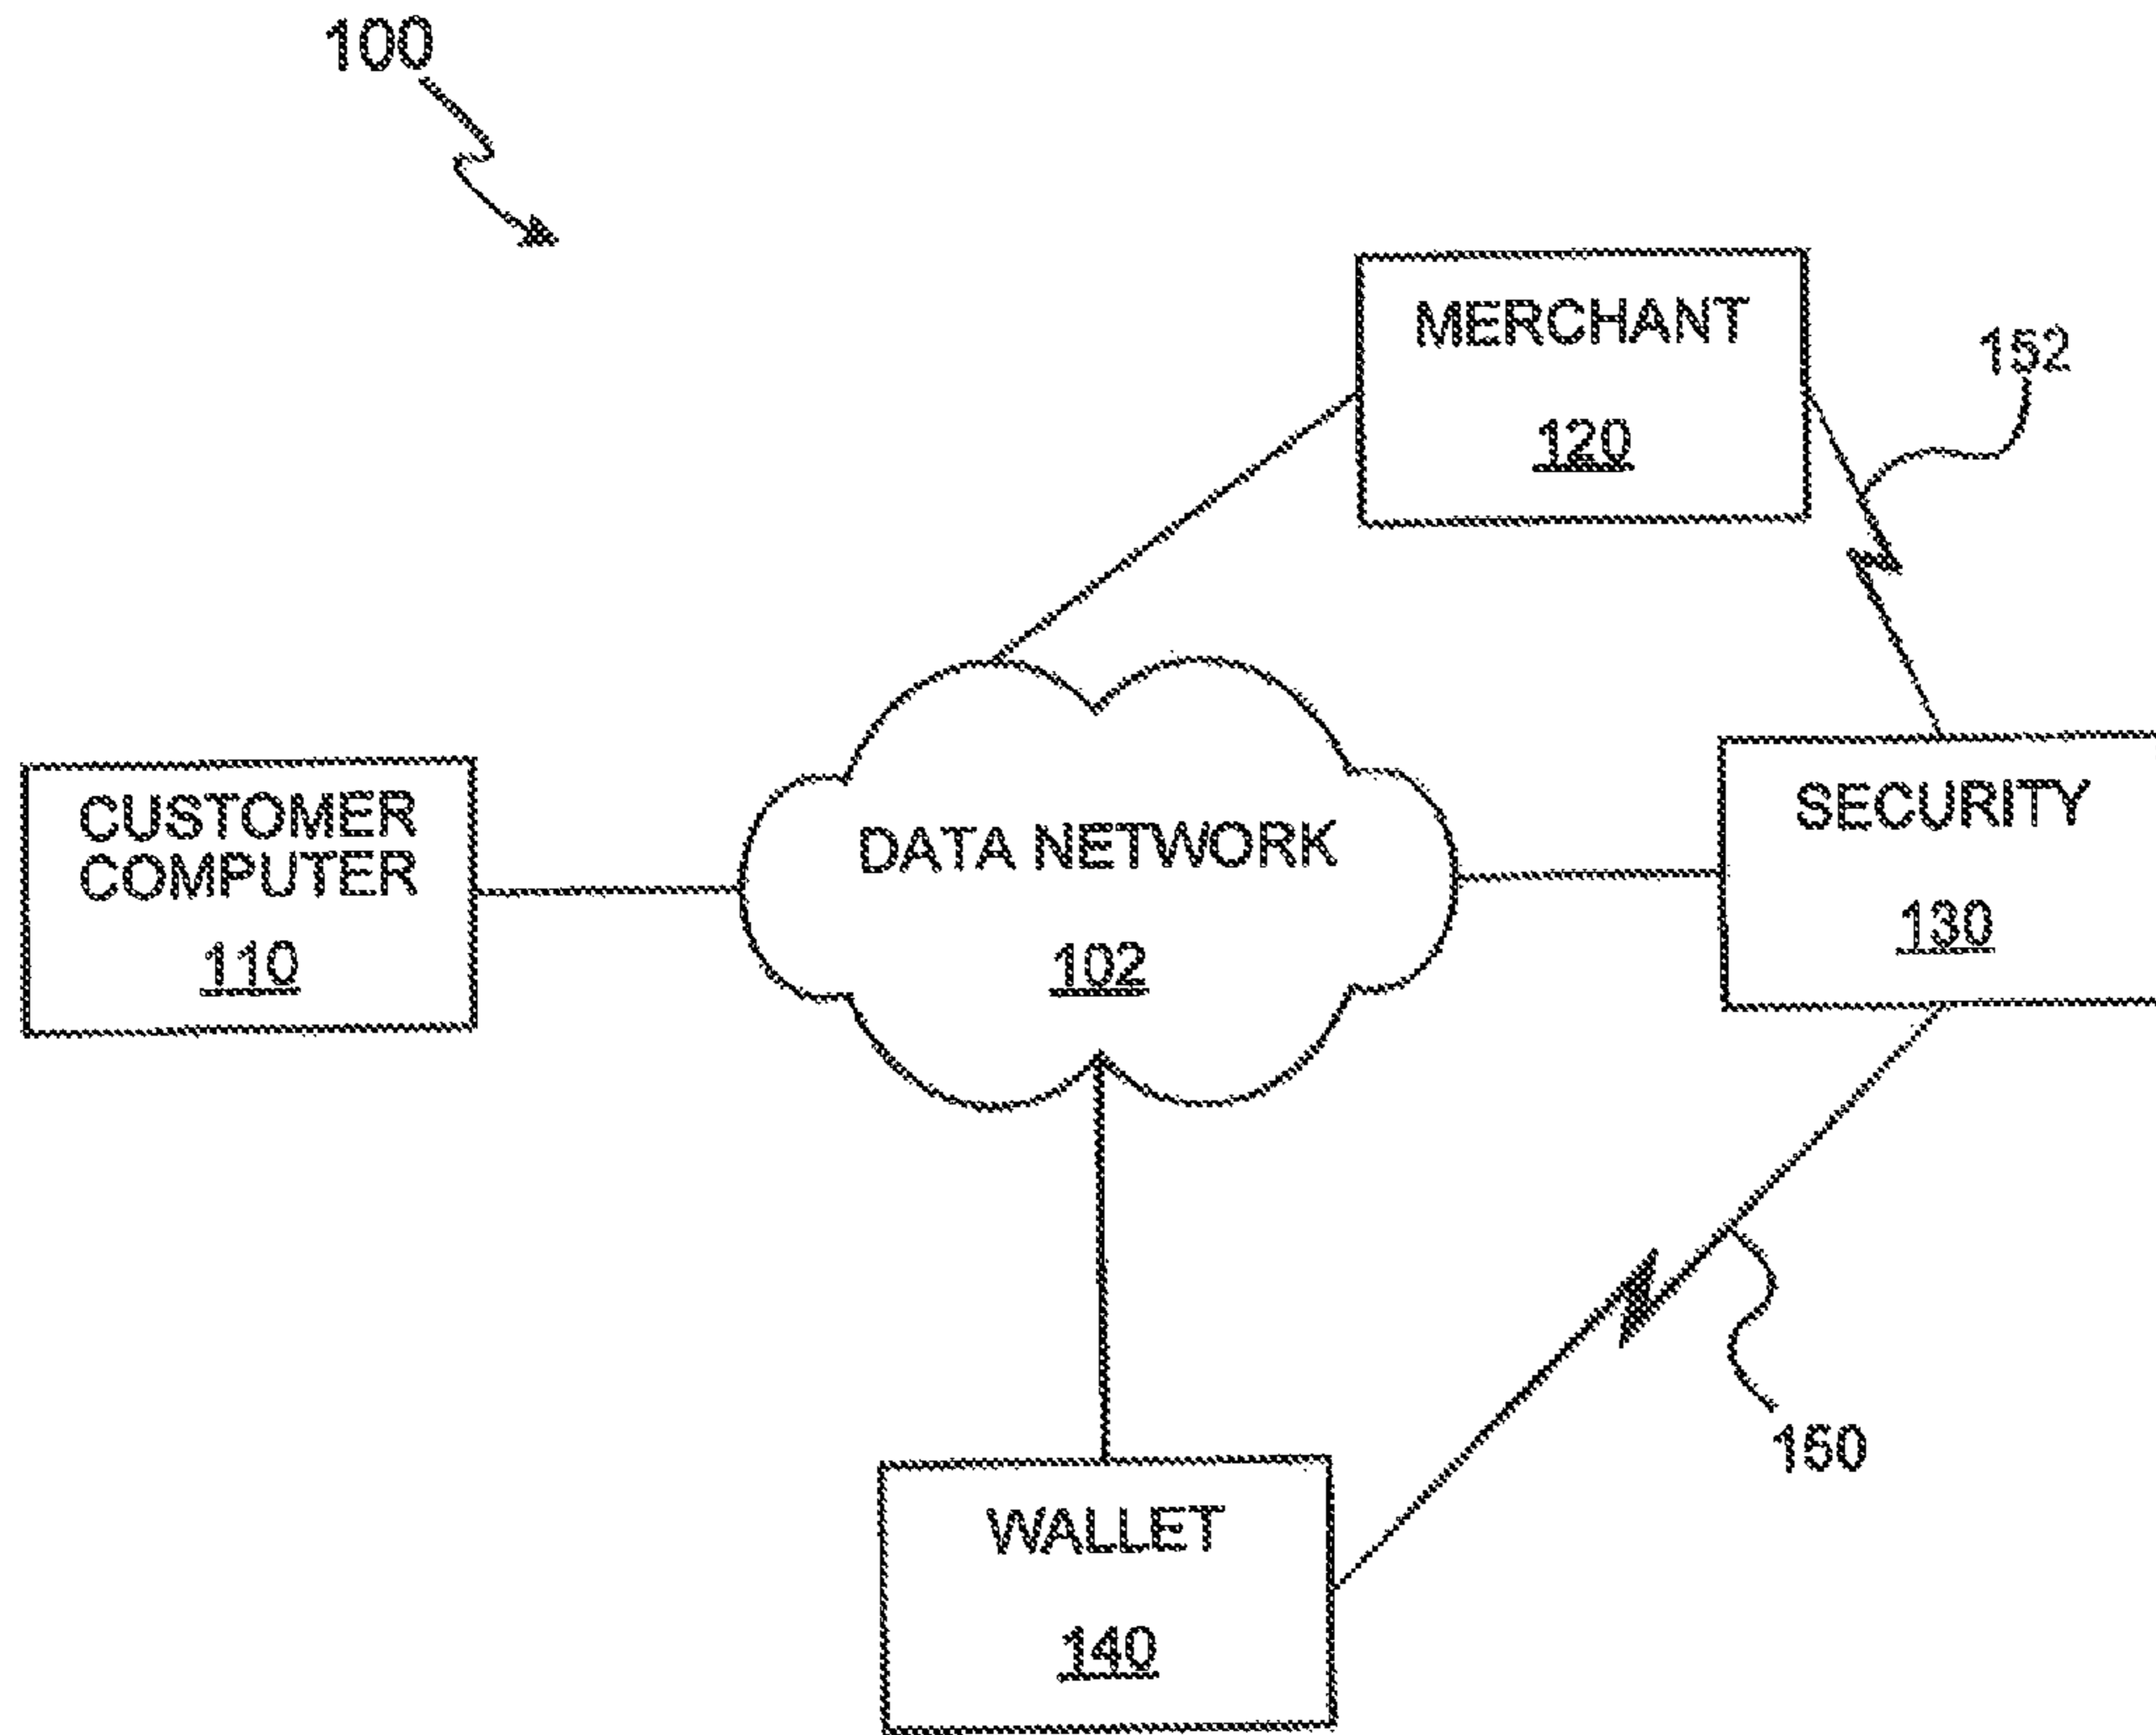 100
MERCHANT
120
152
CUSTOMER
COMPUTER
110
DATA NETWORK
102
SECURITY
130
150
WALLET
140